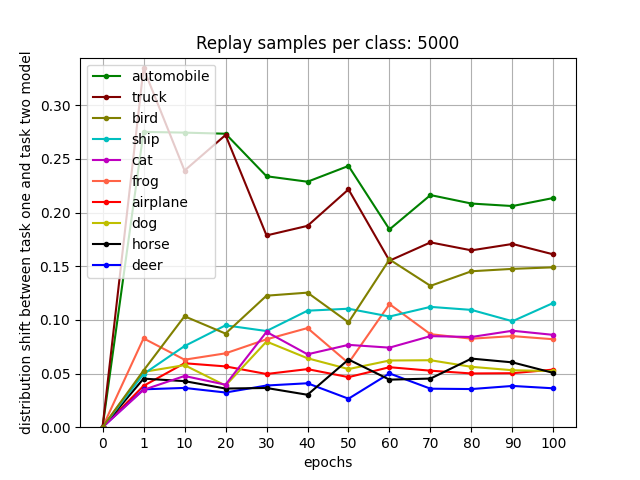 Replay samples per class: 5000
distribution shift between task one and task two model
0.30
0.25
0.20
0.15
0.10
0.05
0.00
automobile
truck
bird
ship
cat
frog
airplane
dog
horse
deer
0 1 10 20 30 40 50 60 70 80 90 100
epochs